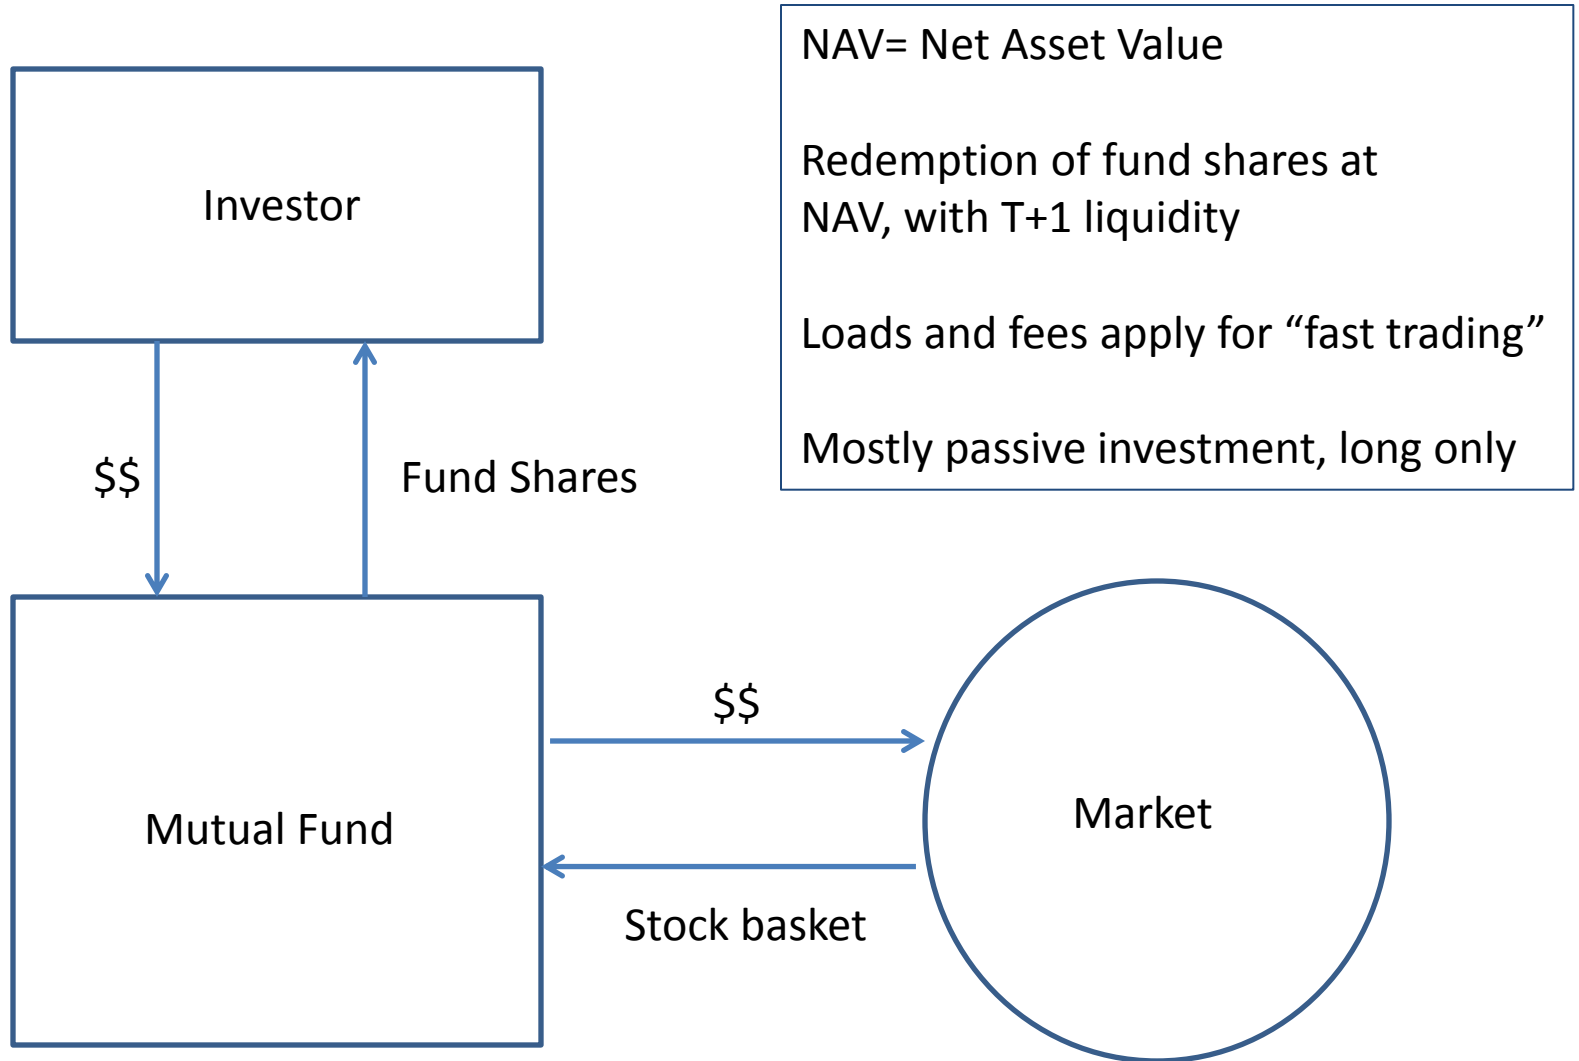 NAV= Net Asset Value
Redemption of fund shares at
NAV, with T+1 liquidity
Loads and fees apply for “fast trading”
Mostly passive investment, long only
Investor
$$
Fund Shares
Mutual Fund
$$
Stock basket
Market